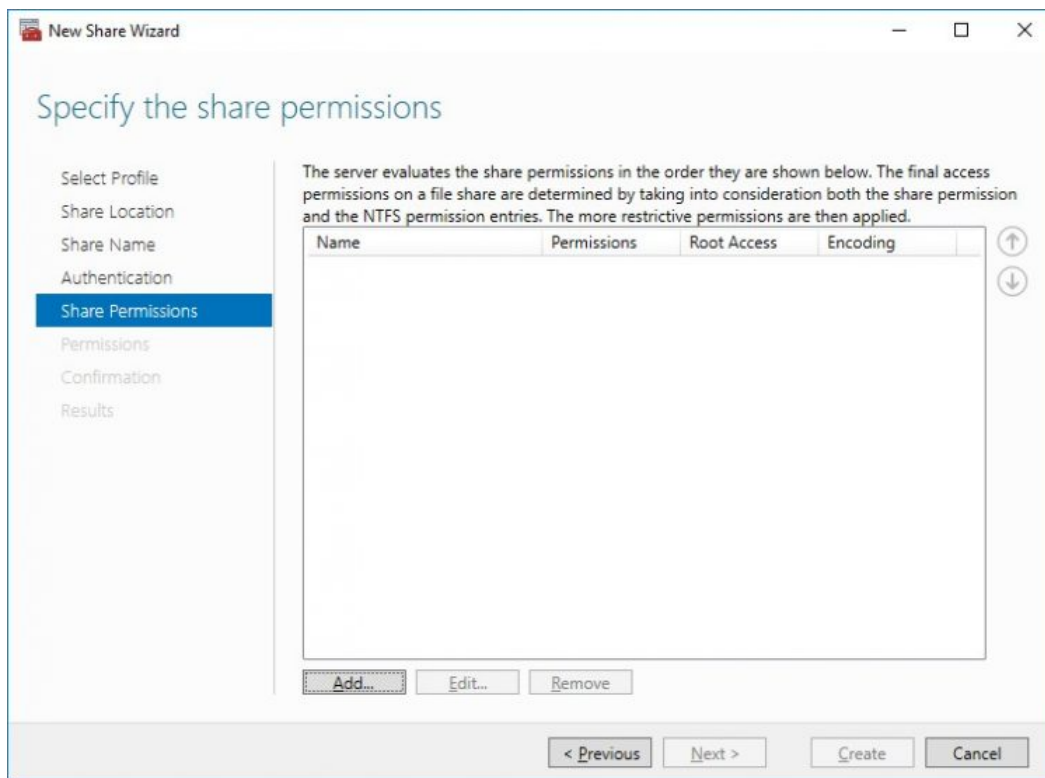 New Share Wizard
Specify the share permissions
Select Profile
Share Location
Share Name
Authentication
Share Permissions
Permissions
Confirmation
Results
The server evaluates the share permissions in the order they are shown below. The final access
permissions on a file share are determined by taking into consideration both the share permission
and the NTFS permission entries. The more restrictive permissions are then applied.
Name Permissions Root Access Encoding
Add... Edit... Remove
< Previous Next > Create Cancel